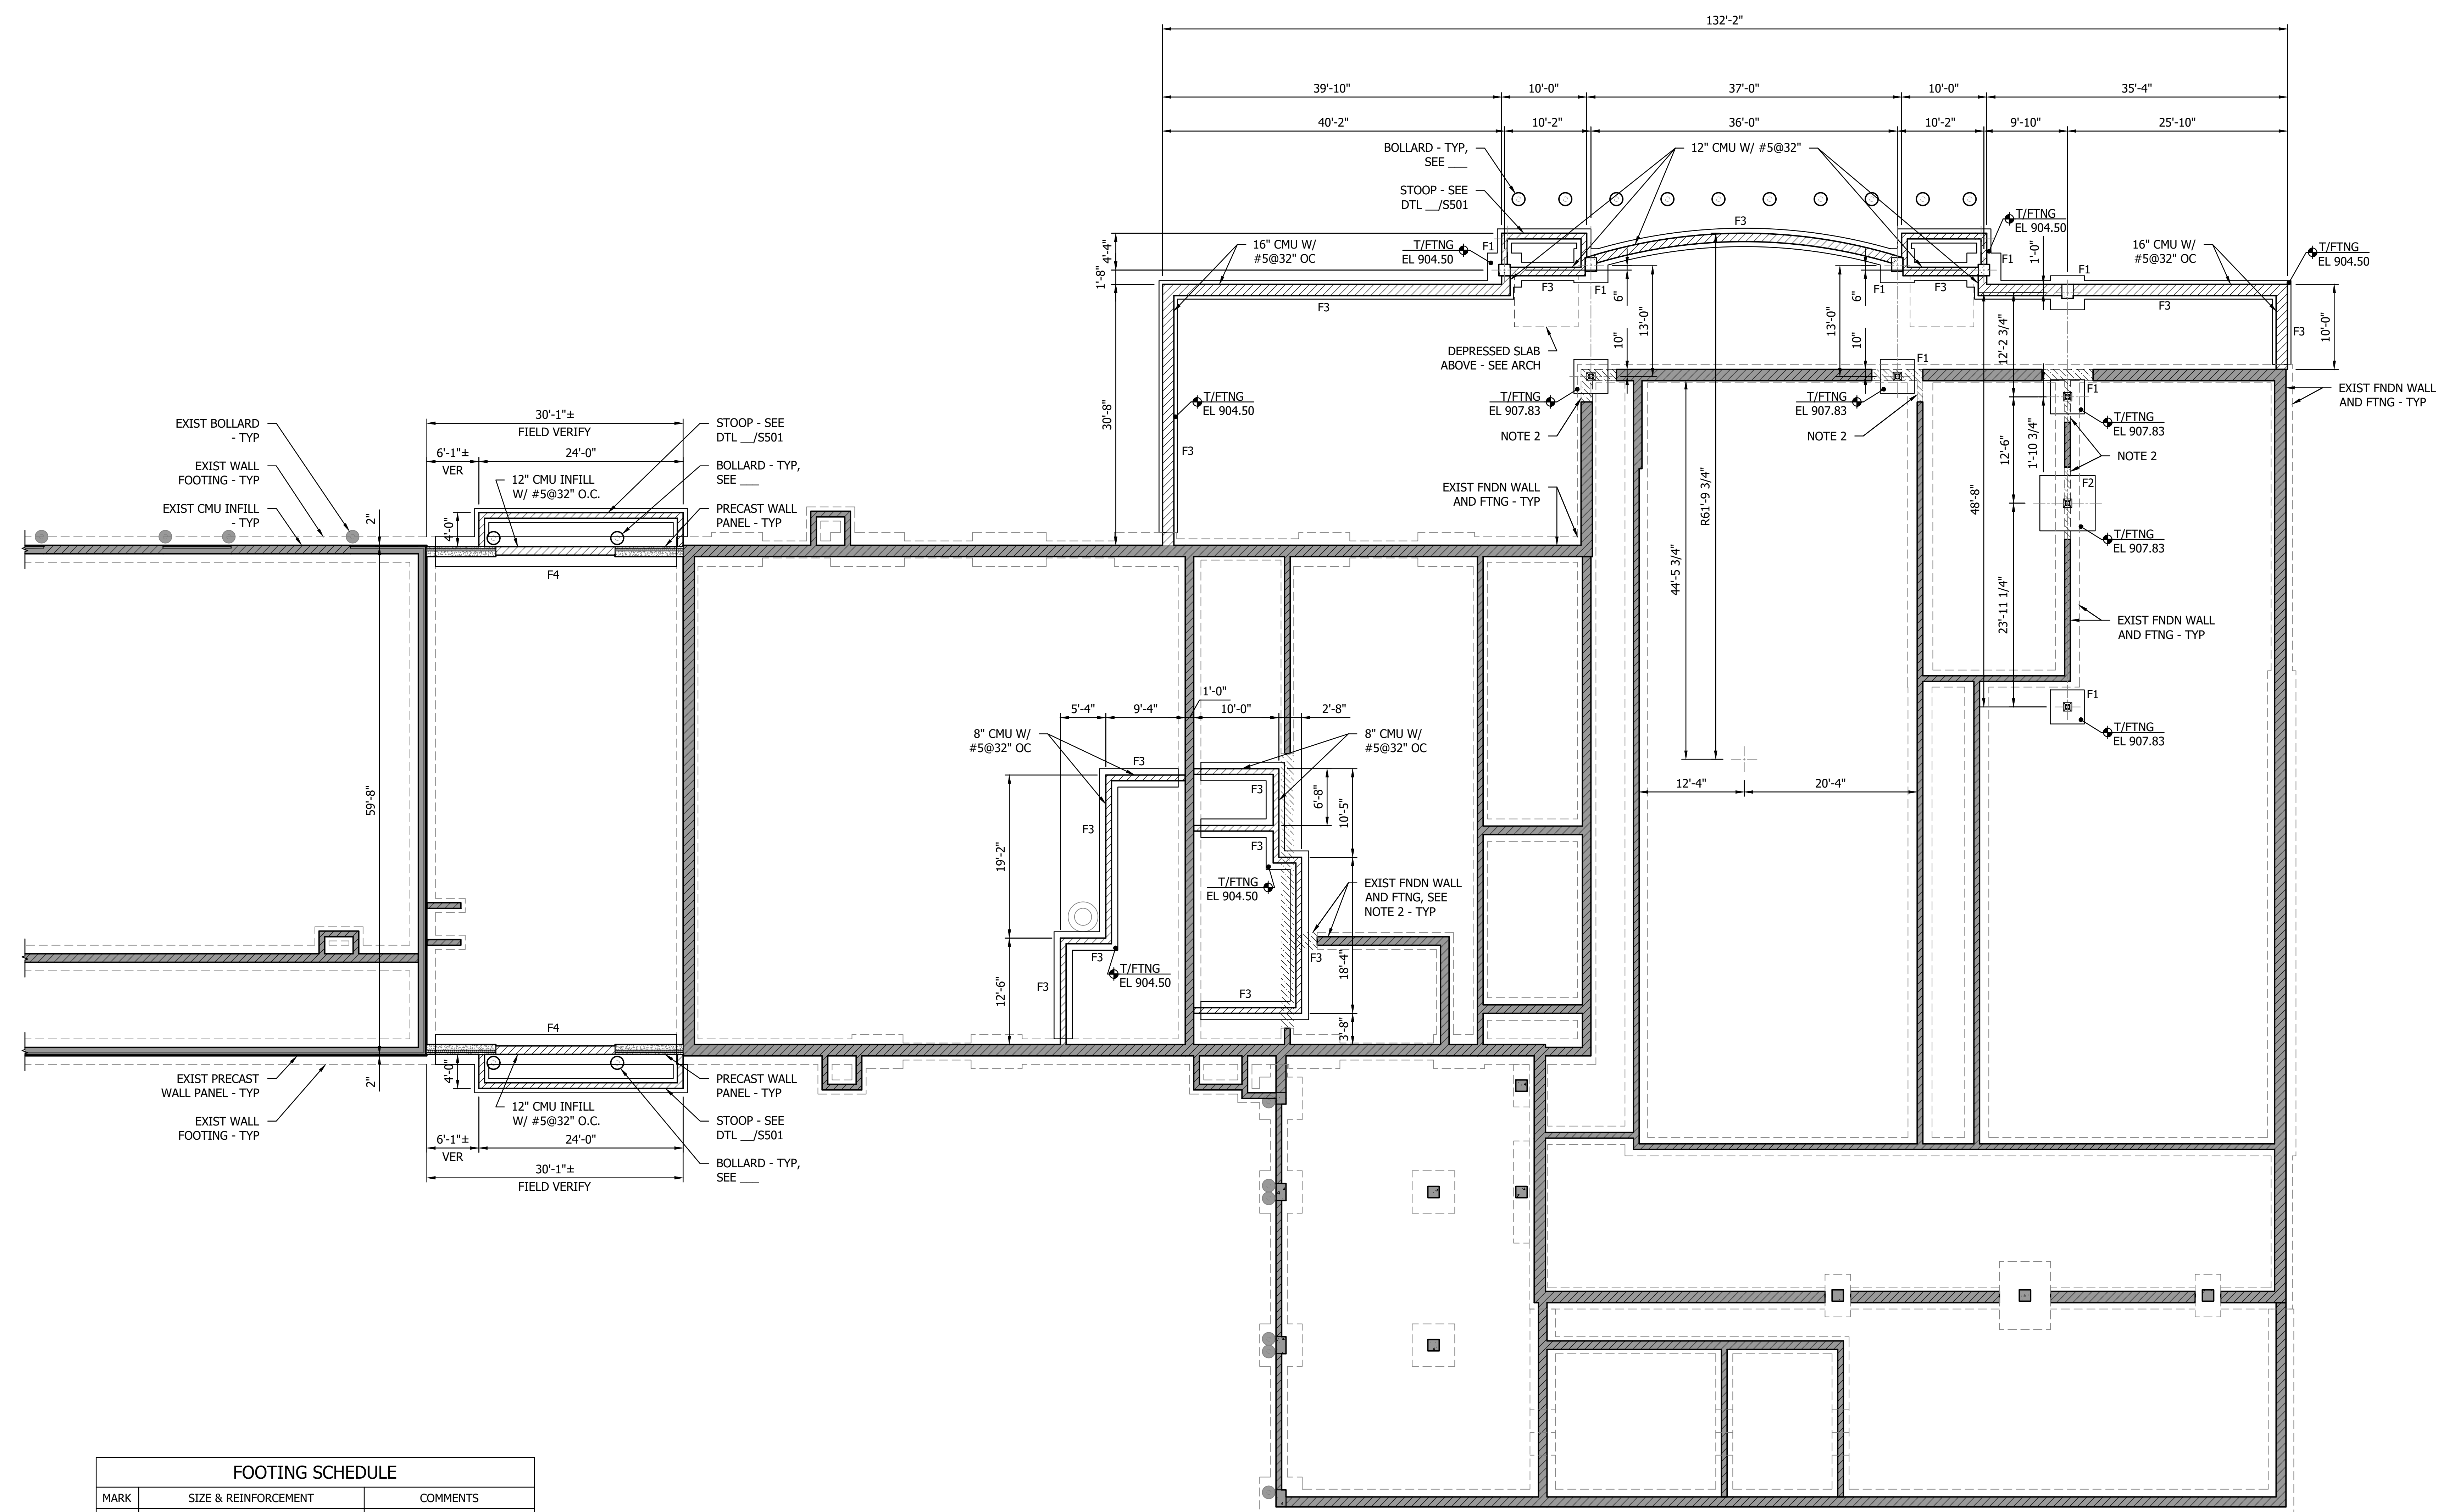 132'-2"
39'-10"
10'-0"
37'-0"
10'-0"
35'-4"
40'-2"
10'-2"
36'-0"
10'-2"
9'-10"
25'-10"
BOLLARD - TYP,
SEE ___
12" CMU W/ #5@32"
STOOP - SEE
DTL __/S501
F3
T/FTNG
EL 904.50
4'-4"
1'-8"
16" CMU W/
#5@32" OC
T/FTNG
EL 904.50
F1
F1
1'-0"
16" CMU W/
#5@32" OC
T/FTNG
EL 904.50
F1
F3
F3
F1
F1
F3
F3
F3
6"
13'-0"
10"
13'-0"
6"
10"
12'-2 3/4"
10'-0"
DEPRESSED SLAB
ABOVE - SEE ARCH
F1
F1
T/FTNG
EL 904.50
T/FTNG
EL 907.83
T/FTNG
EL 907.83
T/FTNG
EL 907.83
EXIST FNDN WALL
AND FTNG - TYP
30'-8"
F3
NOTE 2
NOTE 2
NOTE 2
12'-6"
1'-10 3/4"
R61'-9 3/4"
44'-5 3/4"
48'-8"
F2
EXIST FNDN WALL
AND FTNG - TYP
T/FTNG
EL 907.83
23'-11 1/4"
EXIST FNDN WALL
AND FTNG - TYP
F1
T/FTNG
EL 907.83
12'-4"
20'-4"
EXIST BOLLARD
- TYP
EXIST WALL
FOOTING - TYP
EXIST CMU INFILL
- TYP
30'-1"±
FIELD VERIFY
6'-1"±
VER
24'-0"
12" CMU INFILL
W/ #5@32" O.C.
STOOP - SEE
DTL __/S501
BOLLARD - TYP,
SEE ___
PRECAST WALL
PANEL - TYP
2"
4'-0"
F4
59'-8"
1'-0"
5'-4"
9'-4"
10'-0"
2'-8"
8" CMU W/
#5@32" OC
8" CMU W/
#5@32" OC
F3
F3
6'-8"
10'-5"
F3
F3
19'-2"
T/FTNG
EL 904.50
EXIST FNDN WALL
AND FTNG, SEE
NOTE 2 - TYP
F3
F3
18'-4"
T/FTNG
EL 904.50
F3
F3
12'-6"
3'-8"
F4
4'-0"
2"
EXIST PRECAST
WALL PANEL - TYP
EXIST WALL
FOOTING - TYP
12" CMU INFILL
W/ #5@32" O.C.
PRECAST WALL
PANEL - TYP
STOOP - SEE
DTL __/S501
BOLLARD - TYP,
SEE ___
6'-1"±
VER
24'-0"
30'-1"±
FIELD VERIFY
FOOTING SCHEDULE
MARK
SIZE & REINFORCEMENT
COMMENTS